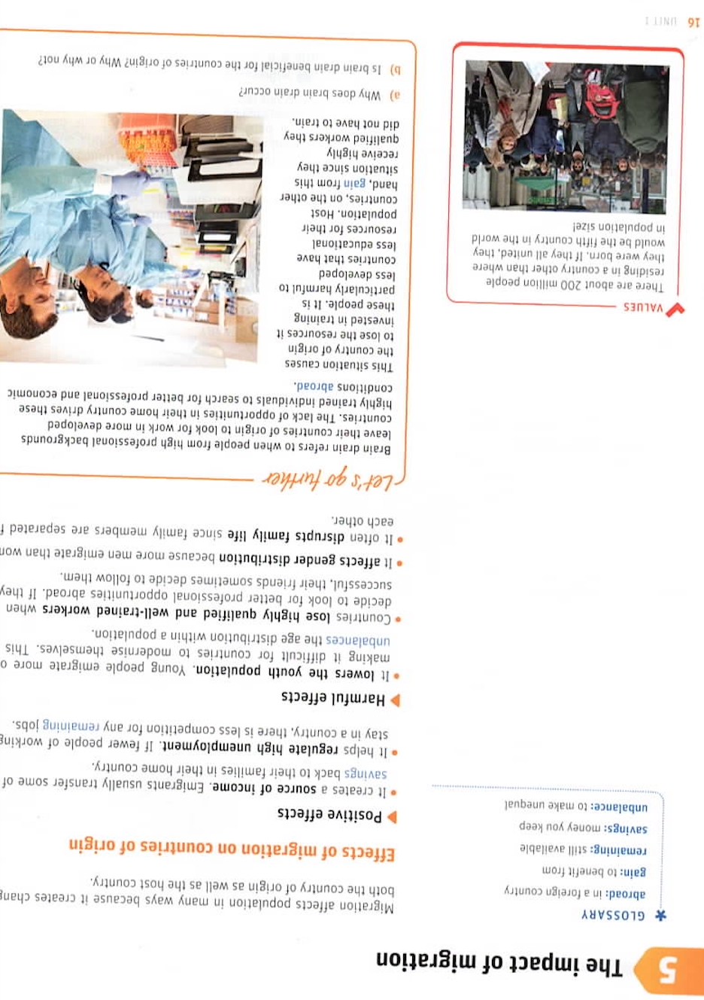 5 The impact of migration
GLOSSARY
abroad: in a foreign country
gain: to benefit from
remaining: still available
savings: money you keep
unbalance: to make unequal
Migration affects population in many ways because it creates
both the country of origin as well as the host country.
Effects of migration on countries of origin
Positive effects
• It creates a source of income. Emigrants usually transfer some of
savings back to their families in their home country.
• It helps regulate high unemployment. If fewer people of working
stay in a country, there is less competition for any remaining jobs.
Harmful effects
• It lowers the youth population. Young people emigrate more
making it difficult for countries to modernise themselves. This
unbalances the age distribution within a population.
• Countries lose highly qualified and well-trained workers when
decide to look for better professional opportunities abroad. If they
successful, their friends sometimes decide to follow them.
• It affects gender distribution because more men emigrate than
• It often disrupts family life since family members are separated
each other.
Let's go further
Brain drain refers to when people from high professional backgrounds
leave their countries of origin to look for work in more developed
countries. The lack of opportunities in their home country drives these
highly trained individuals to search for better professional and economic
conditions abroad.
This situation causes
the country of origin
to lose the resources it
invested in training
these people. It is
particularly harmful to
less developed
countries that have
less educational
resources for their
population. Host
countries, on the other
hand, gain from this
situation since they
receive highly
qualified workers they
did not have to train.
a) Why does brain drain occur?
b) Is brain drain beneficial for the countries of origin? Why or why not?
VALUES
There are about 200 million people
residing in a country other than where
they were born. If they all united, they
would be the fifth country in the world
in population size!
16 UNIT 1